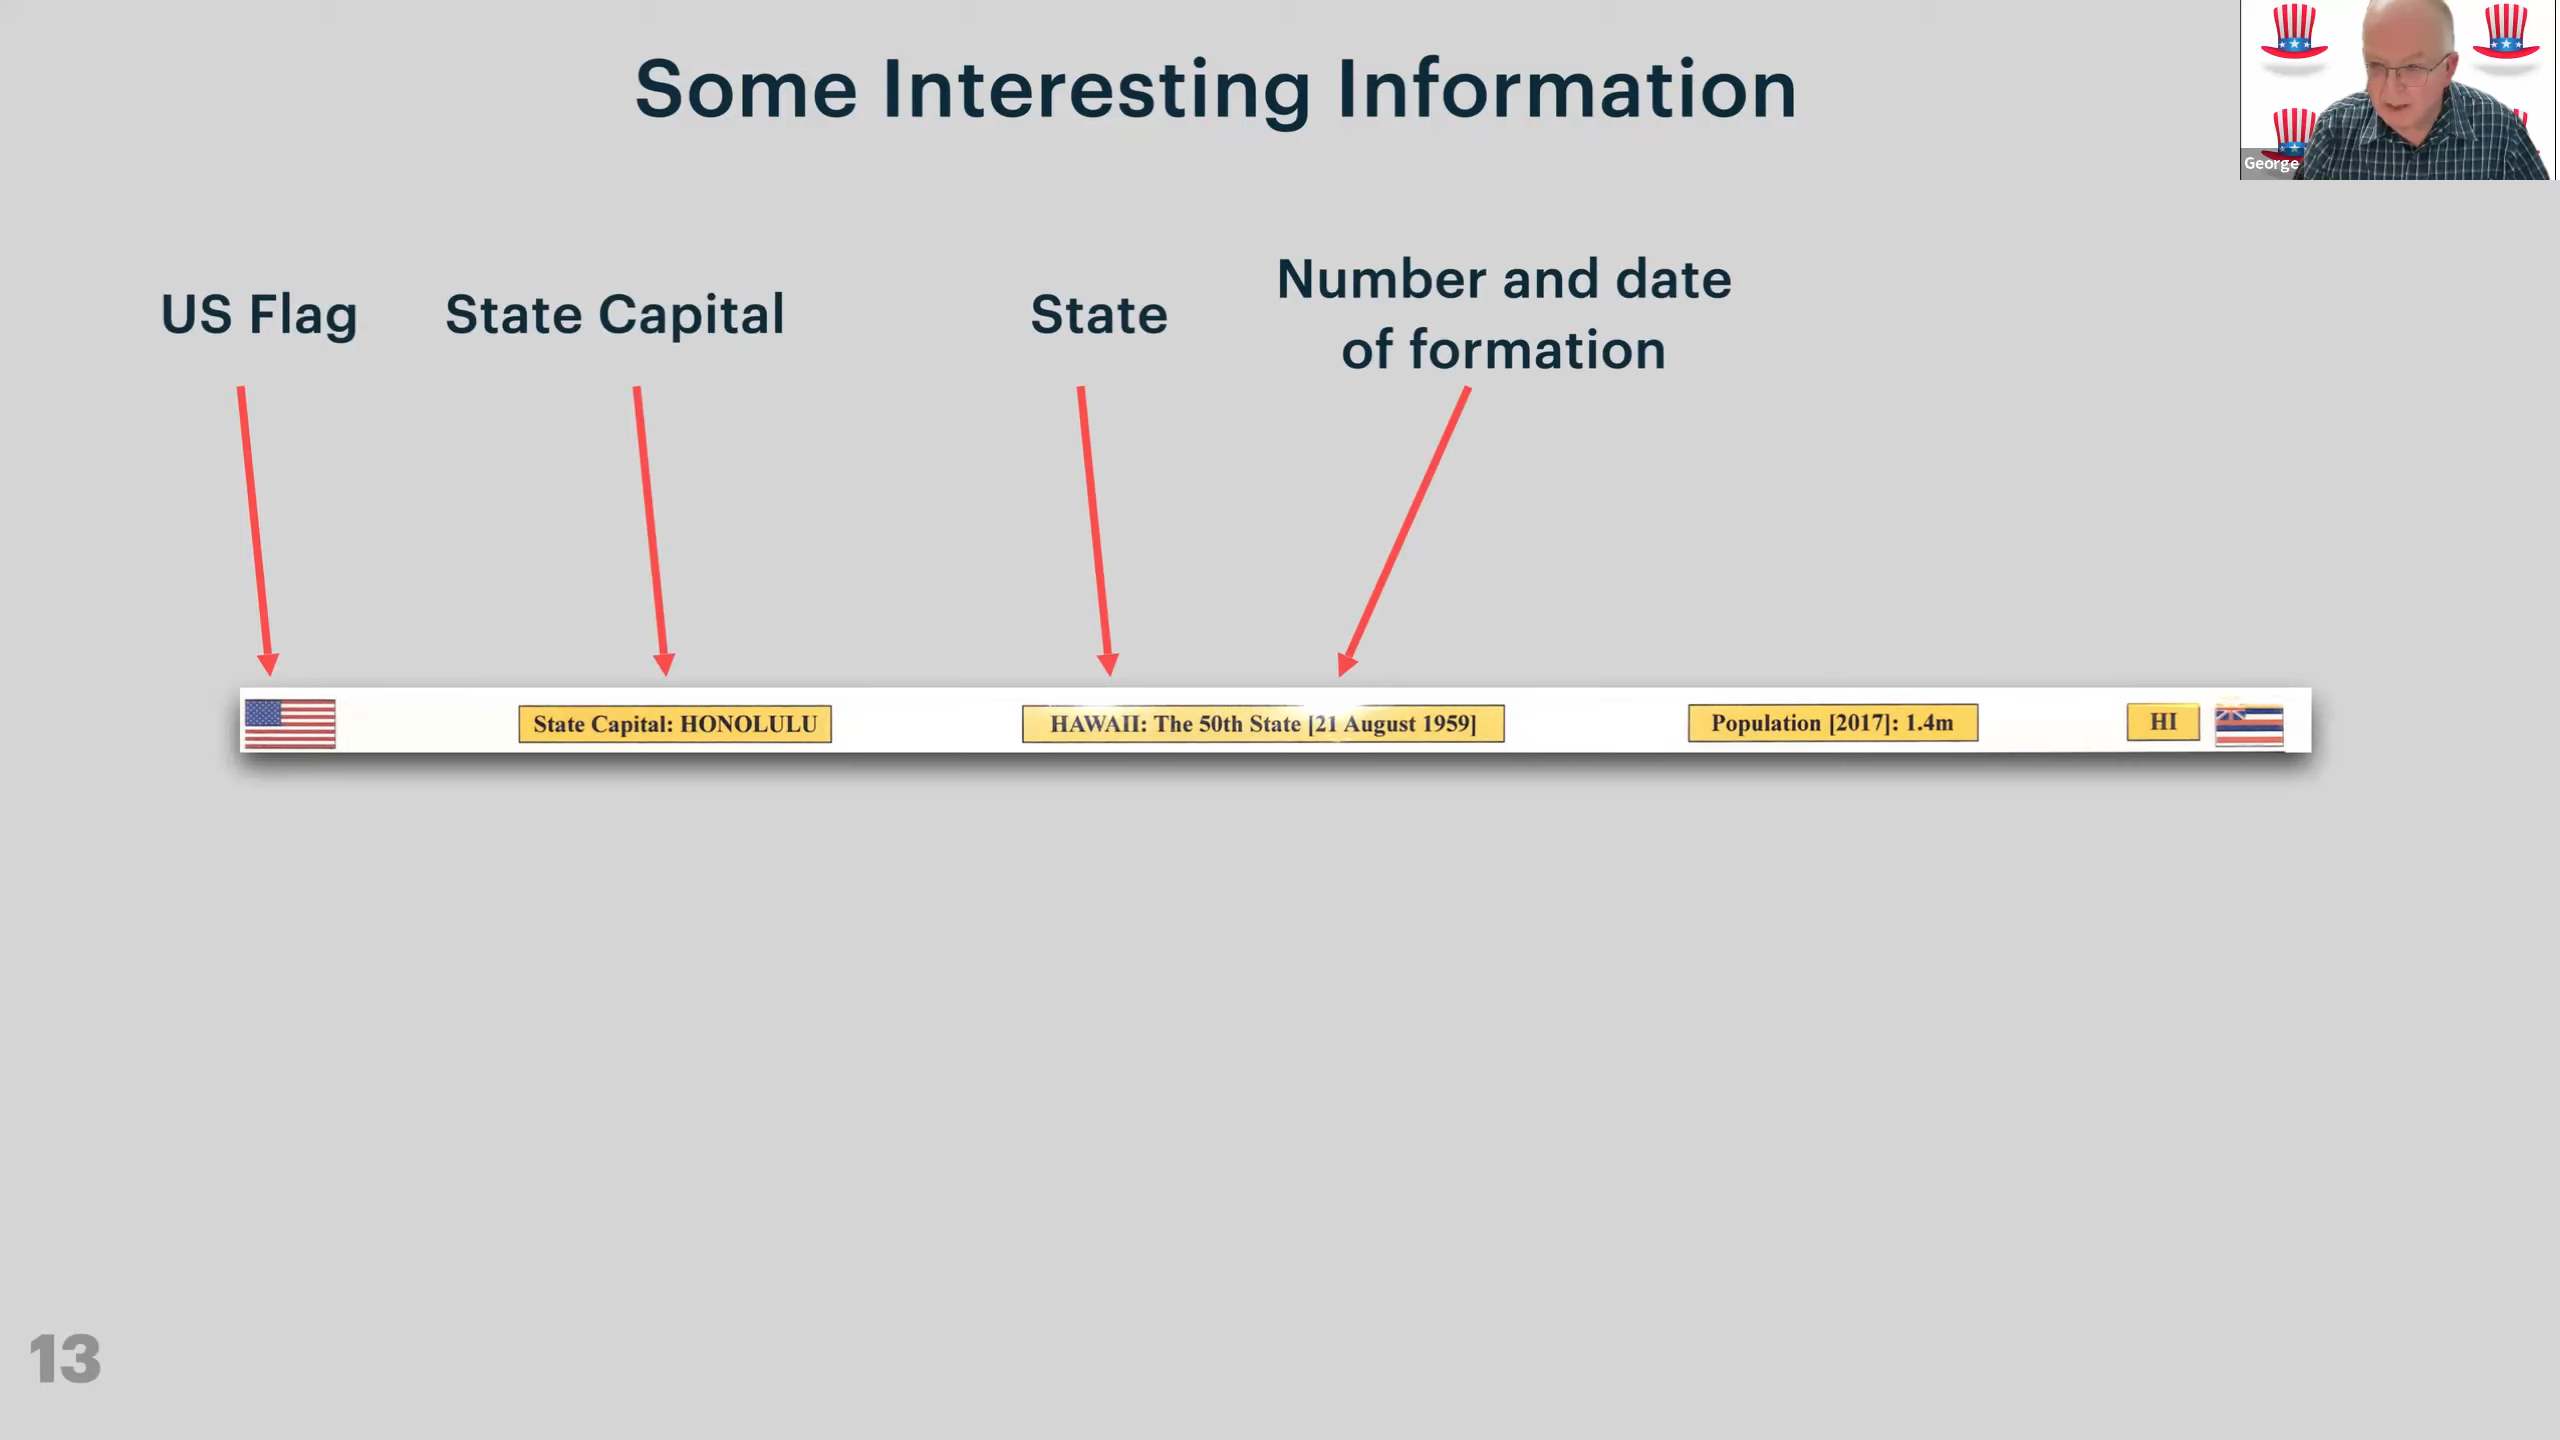 Some Interesting Information
George
US Flag
State Capital
State
Number and date
of formation
State Capital: HONOLULU
HAWAII: The 50th State [21 August 1959]
Population [2017]: 1.4m
HI
13